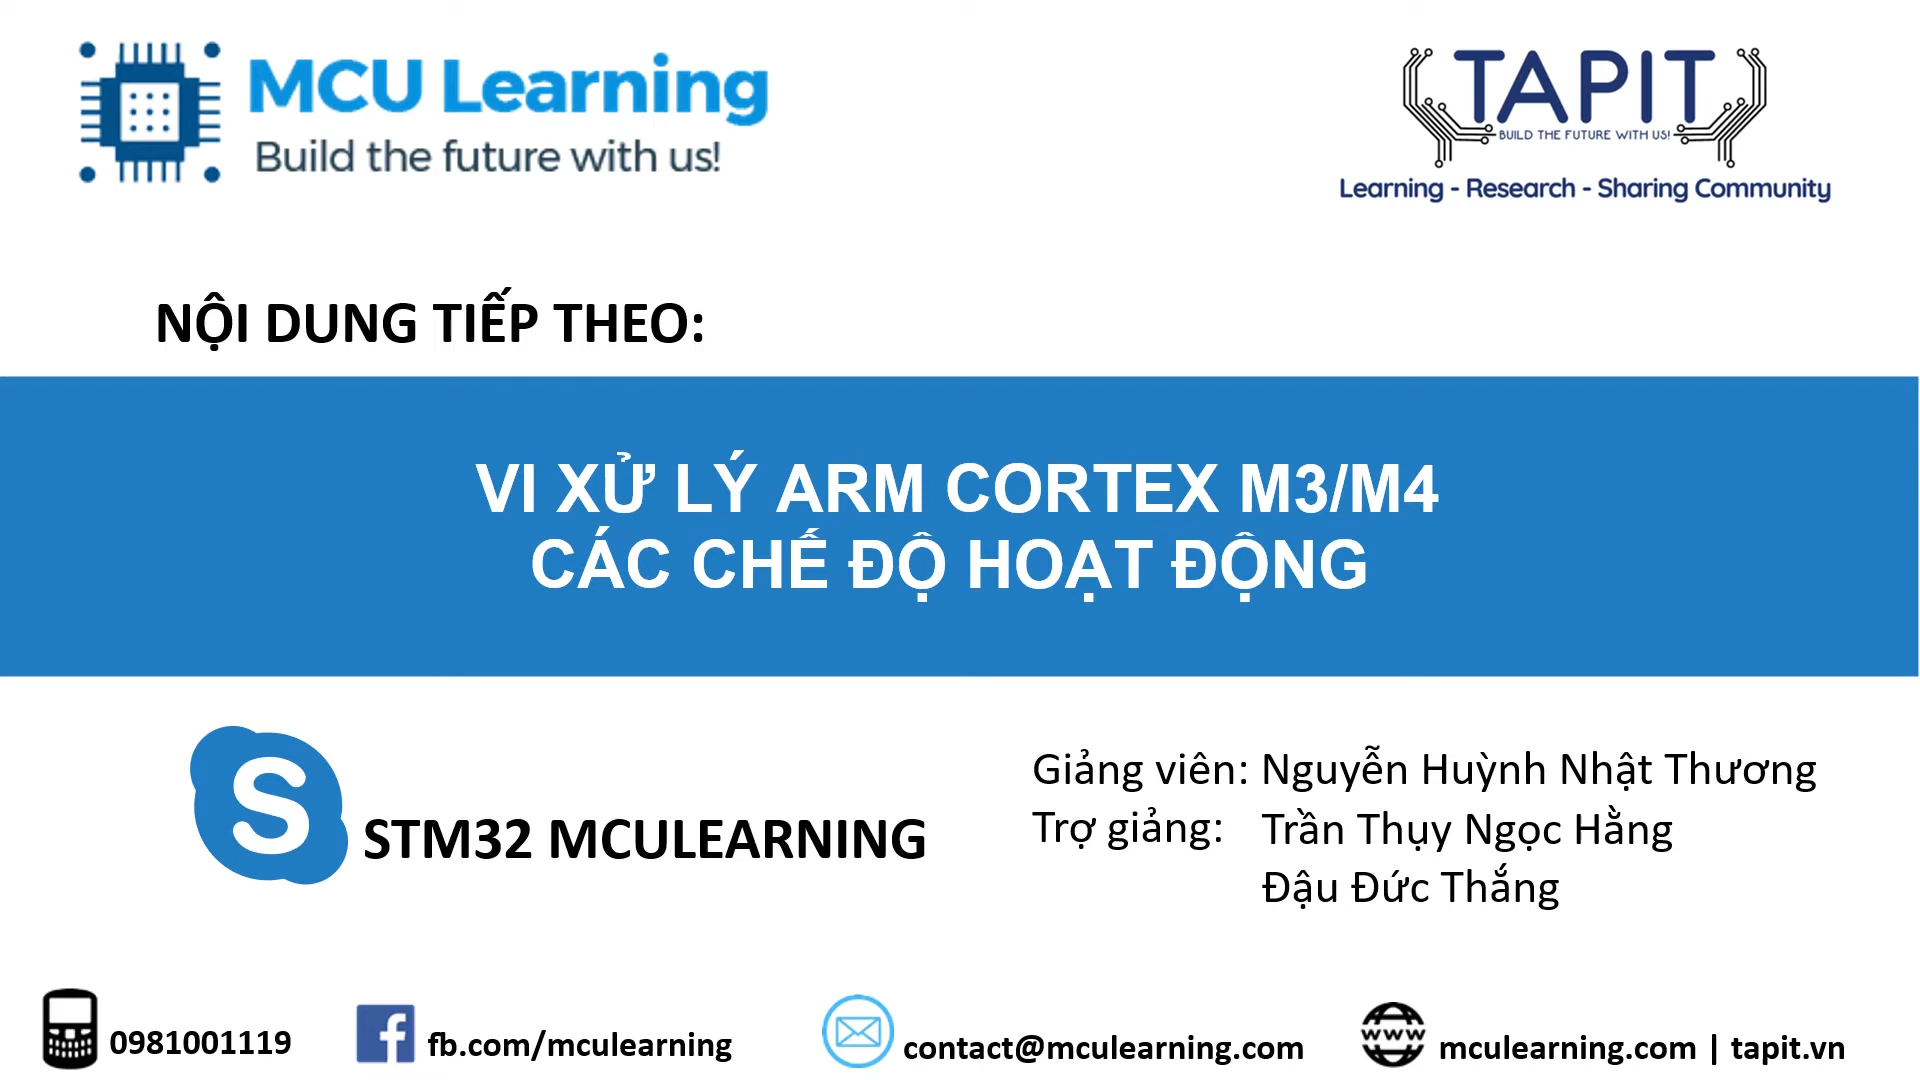 MCU Learning
Build the future with us!
TAPIT
BUILD THE FUTURE WITH US!
Learning - Research - Sharing Community
NỘI DUNG TIẾP THEO:
VI XỬ LÝ ARM CORTEX M3/M4
CÁC CHẾ ĐỘ HOẠT ĐỘNG
S
STM32 MCULEARNING
Giảng viên: Nguyễn Huỳnh Nhật Thương
Trợ giảng: Trần Thụy Ngọc Hằng
Đậu Đức Thắng
0981001119
f
fb.com/mculearning
contact@mculearning.com
www
mculearning.com | tapit.vn